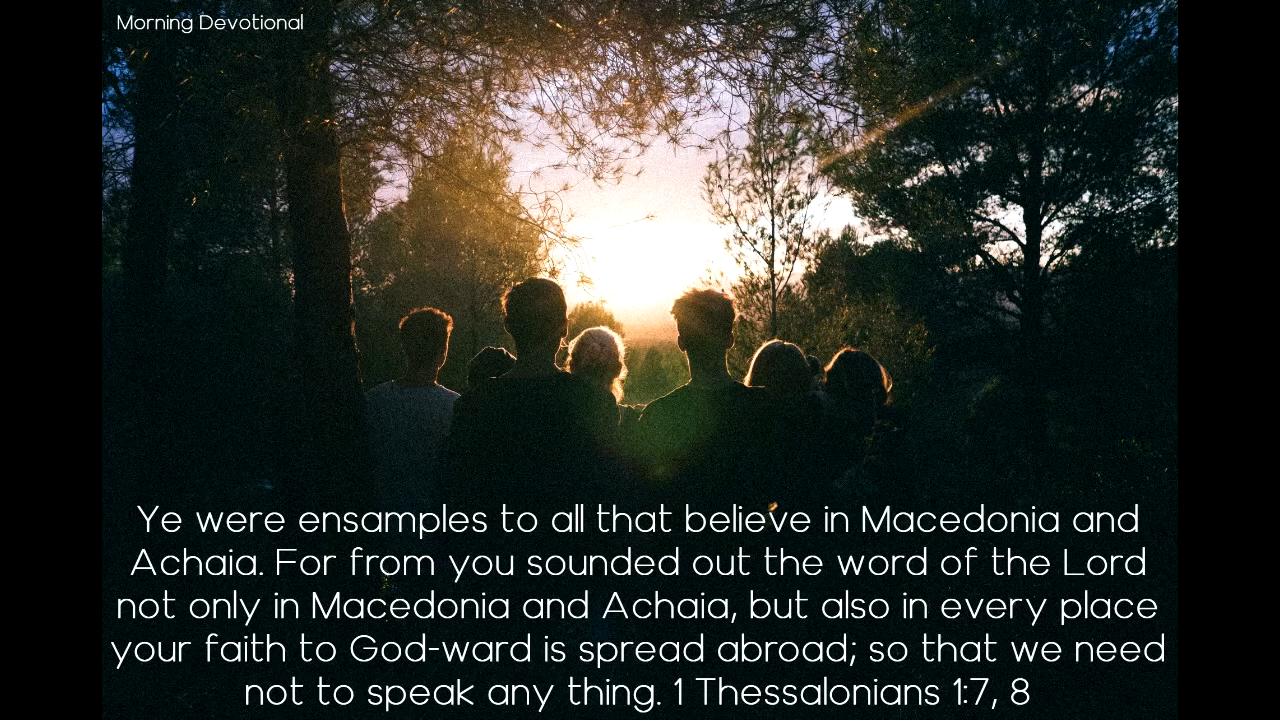 Morning Devotional
Ye were ensamples to all that believe in Macedonia and
Achaia. For from you sounded out the word of the Lord
not only in Macedonia and Achaia, but also in every place
your faith to God-ward is spread abroad; so that we need
not to speak any thing. 1 Thessalonians 1:7, 8